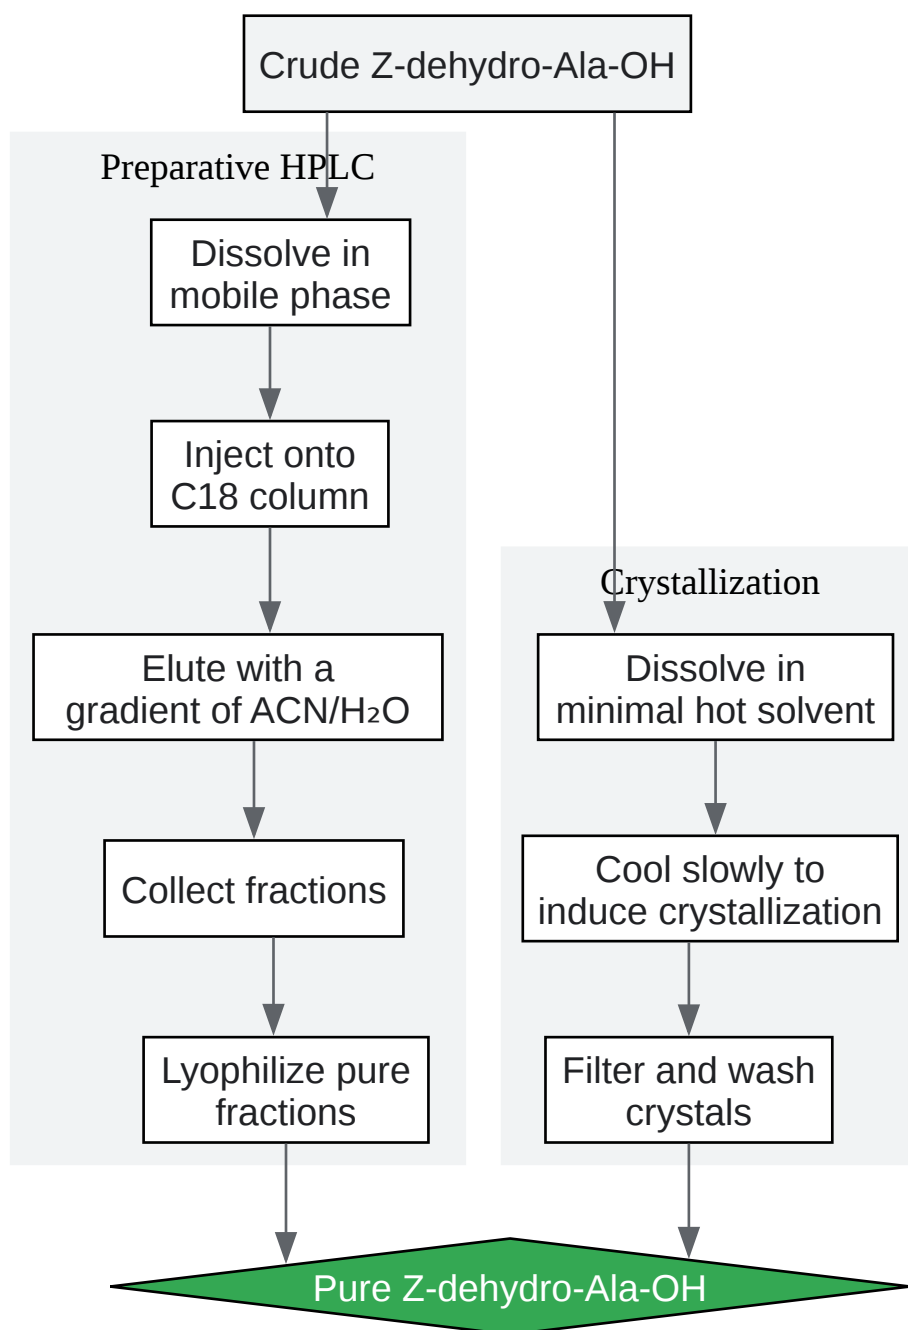 Crude Z-dehydro-Ala-OH
Preparative HPLC
Dissolve in
mobile phase
Inject onto
C18 column
Elute with a
gradient of ACN/H₂O
Collect fractions
Lyophilize pure
fractions
Crystallization
Dissolve in
minimal hot solvent
Cool slowly to
induce crystallization
Filter and wash
crystals
Pure Z-dehydro-Ala-OH